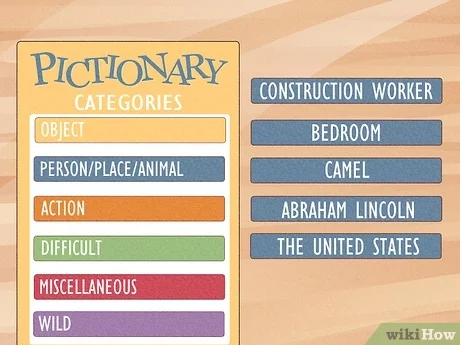 PICTIONARY
CATEGORIES
OBJECT
PERSON/PLACE/ANIMAL
ACTION
DIFFICULT
MISCELLANEOUS
WILD
CONSTRUCTION WORKER
BEDROOM
CAMEL
ABRAHAM LINCOLN
THE UNITED STATES
wikiHow